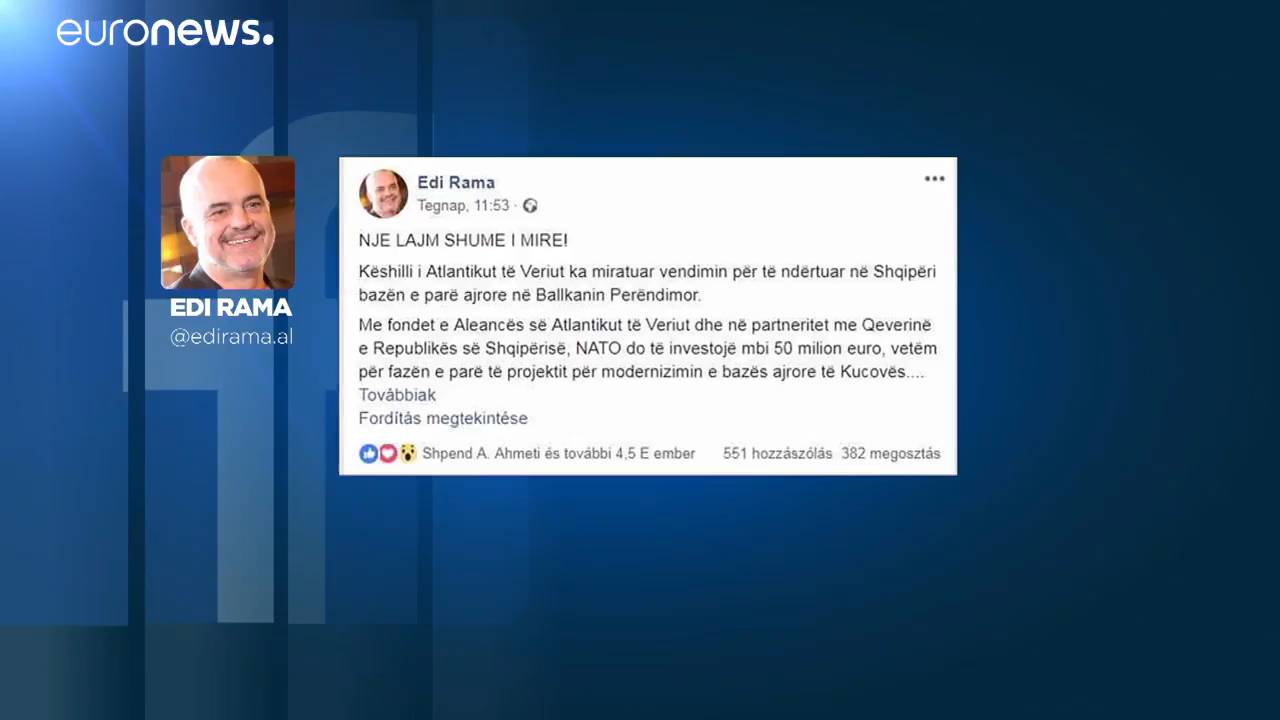 euronews.
EDI RAMA
@edirama.al
Edi Rama
Tegnap, 11:53 ·
NJE LAJM SHUME I MIRE!
Këshilli i Atlantikut të Veriut ka miratuar vendimin për të ndërtuar në Shqipëri
bazën e parë ajrore në Ballkanin Perëndimor.
Me fondet e Aleancës së Atlantikut të Veriut dhe në partneritet me Qeverinë
e Republikës së Shqipërisë, NATO do të investojë mbi 50 milion euro, vetëm
për fazën e parë të projektit për modernizimin e bazës ajrore të Kucovës....
Továbbiak
Fordítás megtekintése
Shpend A. Ahmeti és további 4,5 E ember 551 hozzászólás 382 megosztás